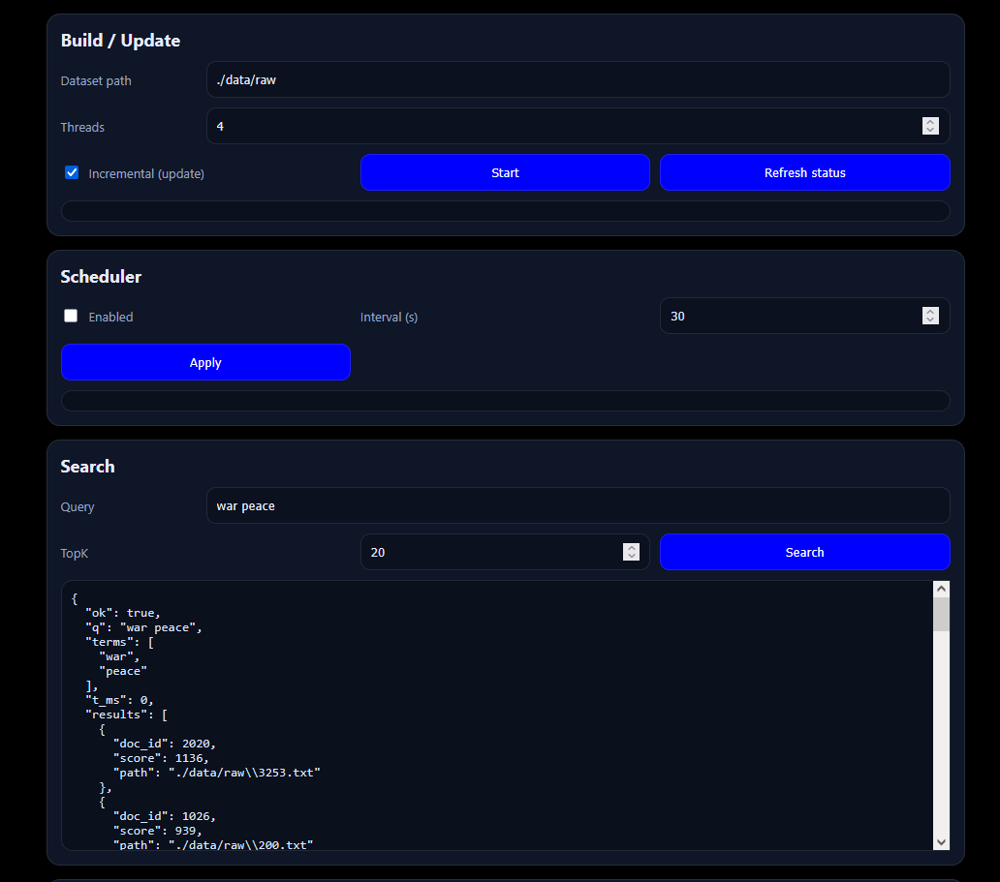 Build / Update
Dataset path
./data/raw
Threads
4
Incremental (update)
Start
Refresh status
Scheduler
Enabled
Interval (s)
30
Apply
Search
Query
war peace
TopK
20
Search
{
  "ok": true,
  "q": "war peace",
  "terms": [
    "war",
    "peace"
  ],
  "t_ms": 0,
  "results": [
    {
      "doc_id": 2020,
      "score": 1136,
      "path": "./data/raw\\3253.txt"
    },
    {
      "doc_id": 1026,
      "score": 939,
      "path": "./data/raw\\200.txt"